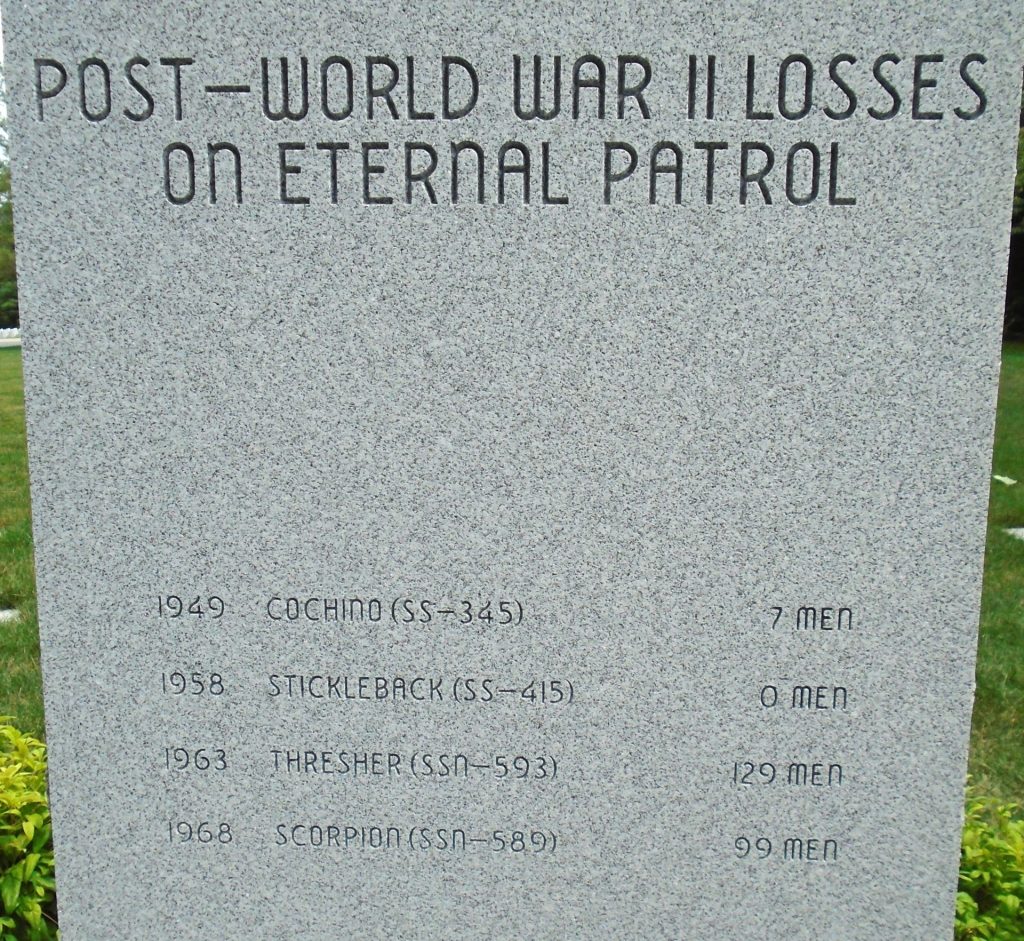 POST-WORLD WAR II LOSSES
ON ETERNAL PATROL
1949 COCHINO (SS-345) 7 MEN
1958 STICKLEBACK (SS-415) 0 MEN
1963 THRESHER (SSN-593) 129 MEN
1968 SCORPION (SSN-589) 99 MEN